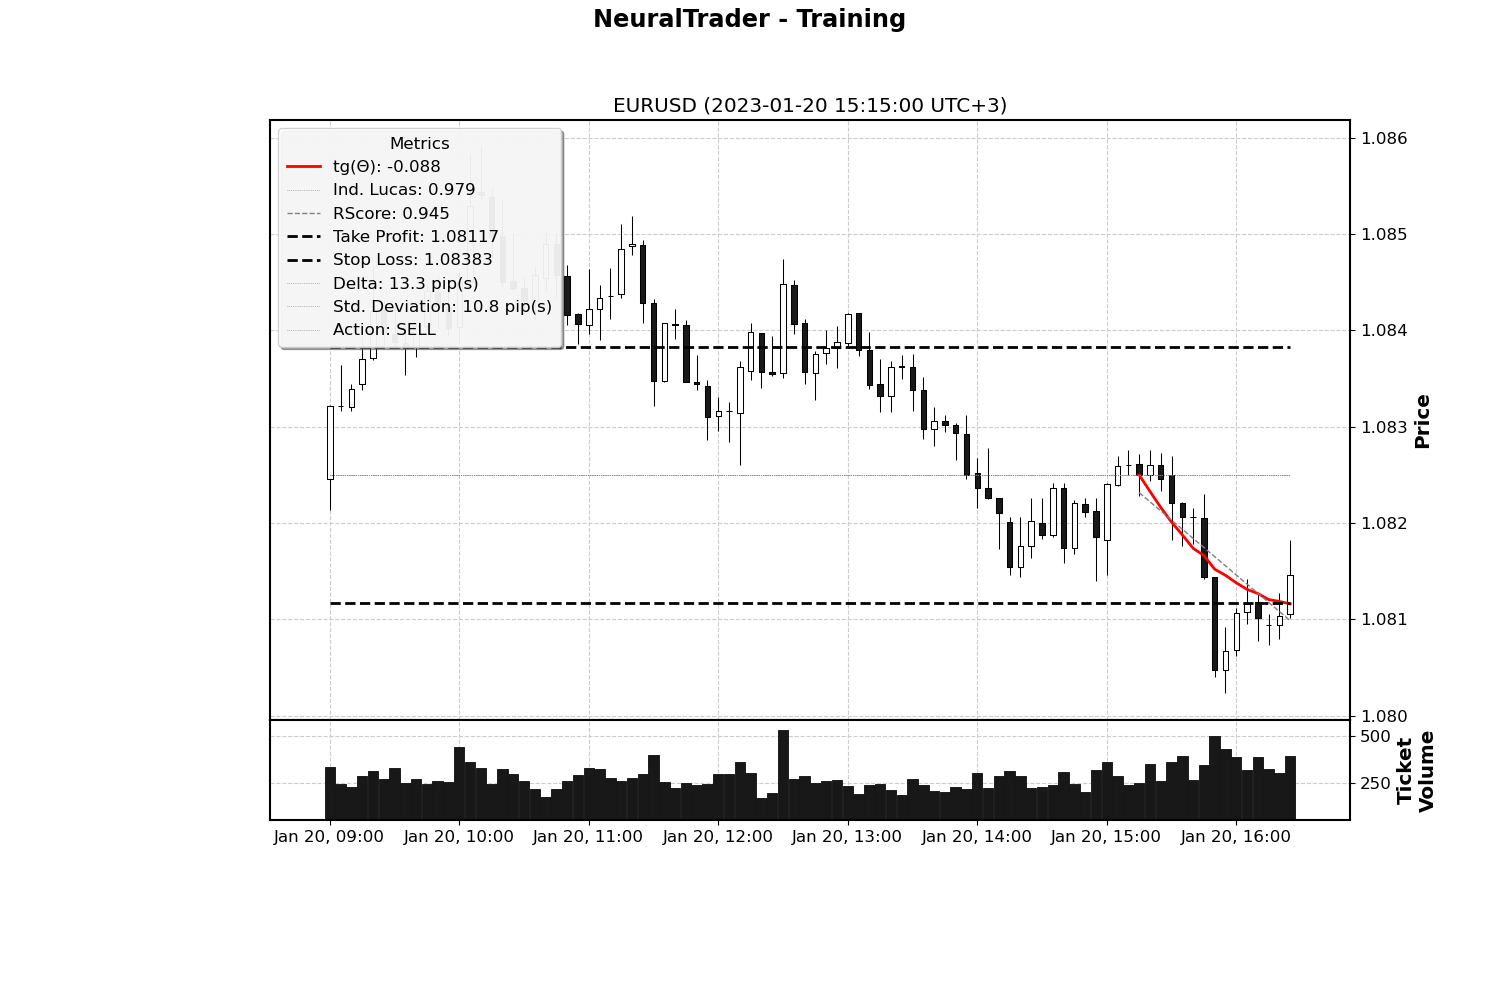 NeuralTrader - Training
EURUSD (2023-01-20 15:15:00 UTC+3)
Metrics
tg(Θ): -0.088
Ind. Lucas: 0.979
RScore: 0.945
Take Profit: 1.08117
Stop Loss: 1.08383
Delta: 13.3 pip(s)
Std. Deviation: 10.8 pip(s)
Action: SELL
1.086
1.085
1.084
1.083
1.082
1.081
1.080
Price
500
250
Ticket
Volume
Jan 20, 09:00
Jan 20, 10:00
Jan 20, 11:00
Jan 20, 12:00
Jan 20, 13:00
Jan 20, 14:00
Jan 20, 15:00
Jan 20, 16:00